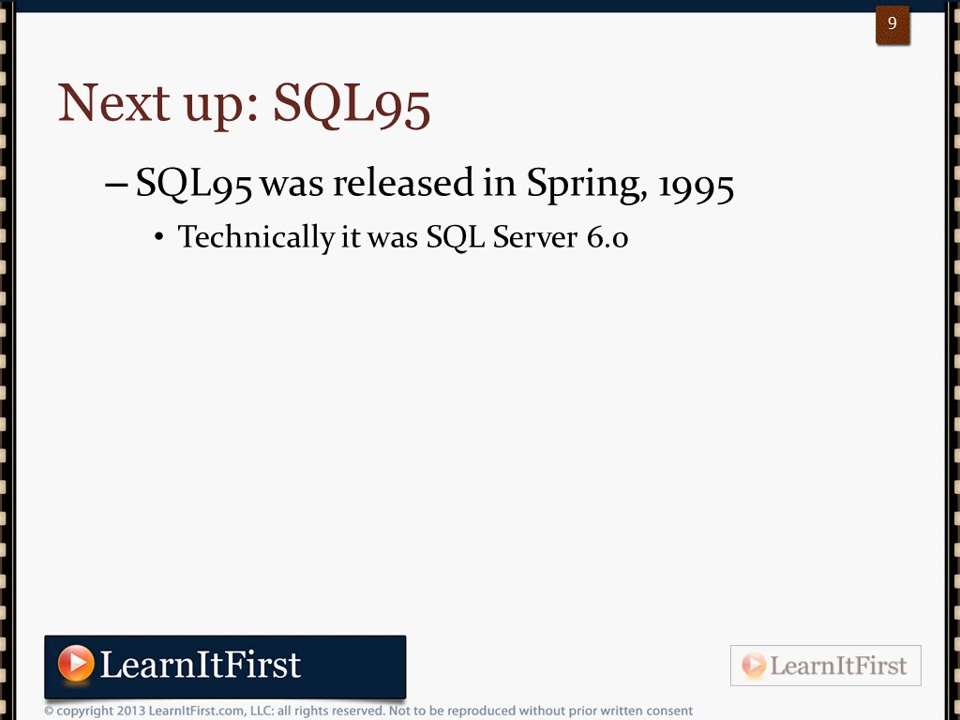 9
Next up: SQL95
– SQL95 was released in Spring, 1995
• Technically it was SQL Server 6.0
LearnItFirst
LearnItFirst
© copyright 2013 LearnItFirst.com, LLC: all rights reserved. Not to be reproduced without prior written consent